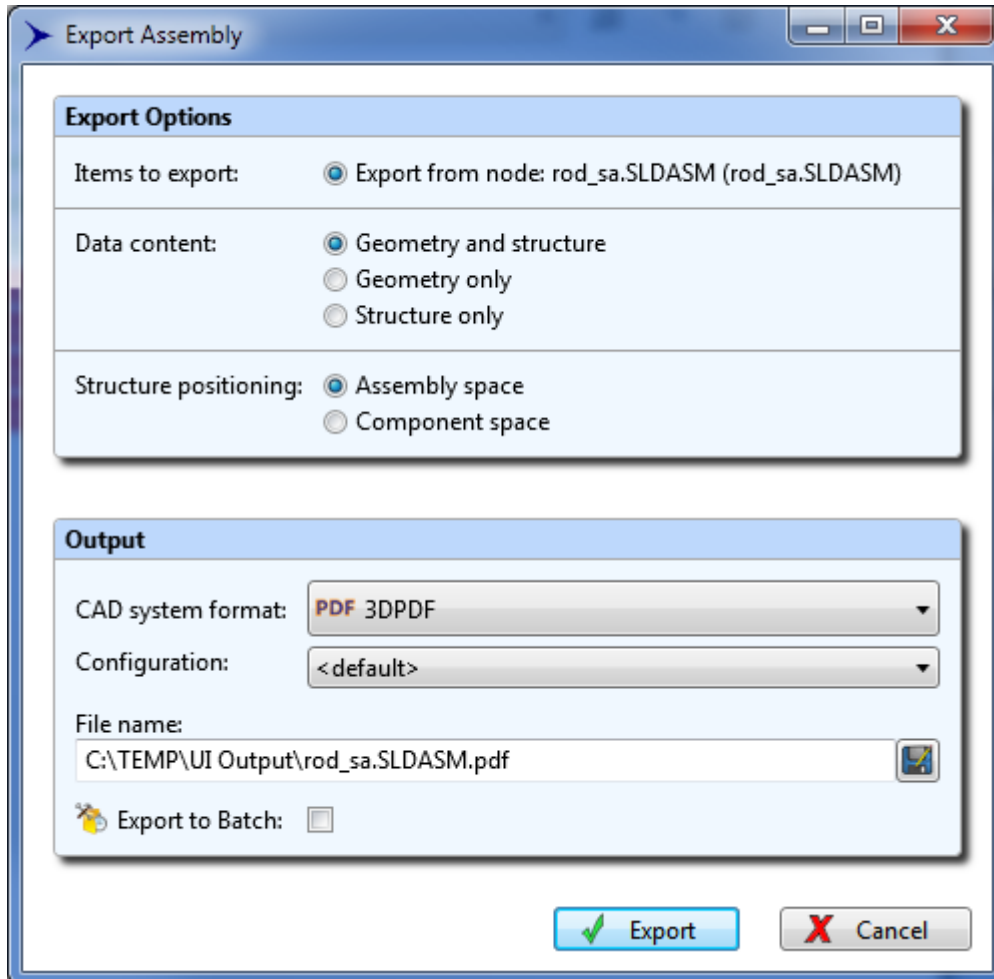 Export Assembly
Export Options
Items to export: Export from node: rod_sa.SLDASM (rod_sa.SLDASM)
Data content: Geometry and structure
Geometry only
Structure only
Structure positioning: Assembly space
Component space
Output
CAD system format: PDF 3DPDF
Configuration: <default>
File name:
C:\TEMP\UI Output\rod_sa.SLDASM.pdf
Export to Batch:
Export Cancel